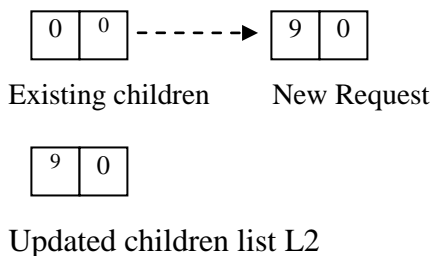 0 0 9 0
Existing children New Request
9 0
Updated children list L2